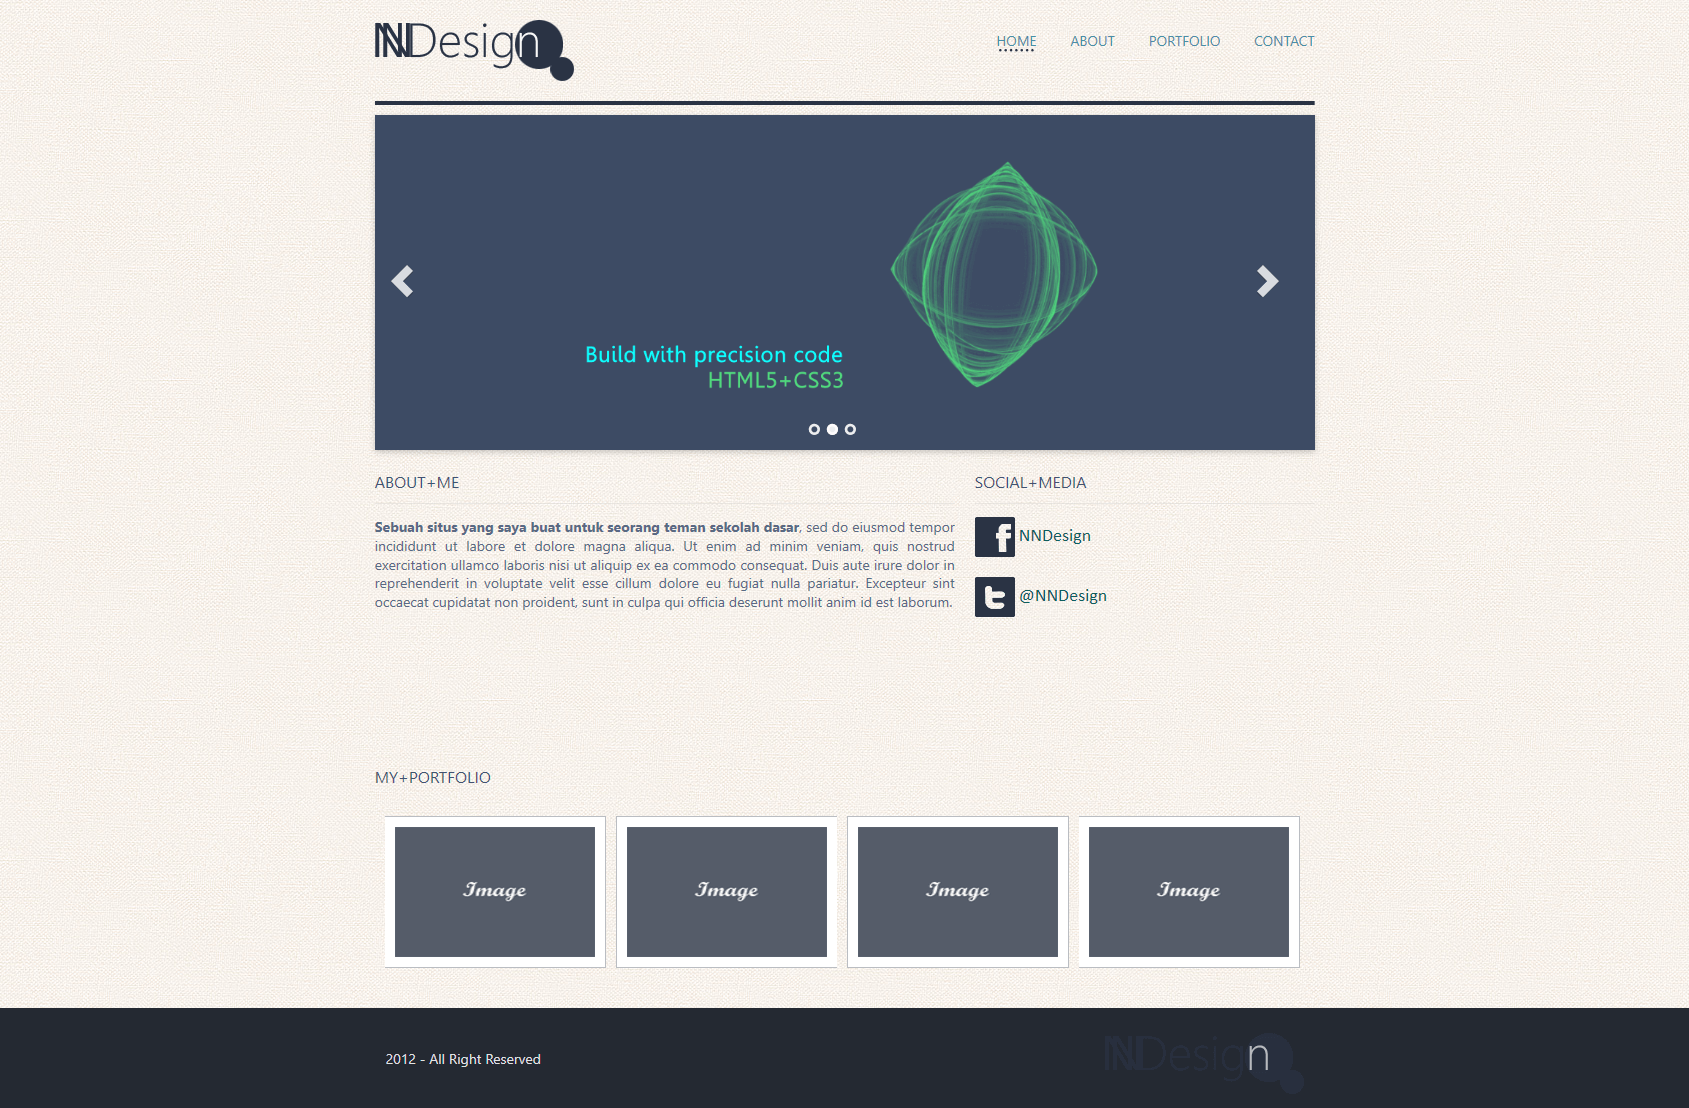 NNDesign
HOME ABOUT PORTFOLIO CONTACT
Build with precision code
HTML5+CSS3
ABOUT+ME
Sebuah situs yang saya buat untuk seorang teman sekolah dasar, sed do eiusmod tempor
incididunt ut labore et dolore magna aliqua. Ut enim ad minim veniam, quis nostrud
exercitation ullamco laboris nisi ut aliquip ex ea commodo consequat. Duis aute irure dolor in
reprehenderit in voluptate velit esse cillum dolore eu fugiat nulla pariatur. Excepteur sint
occaecat cupidatat non proident, sunt in culpa qui officia deserunt mollit anim id est laborum.
SOCIAL+MEDIA
NNDesign
@NNDesign
MY+PORTFOLIO
Image Image Image Image
2012 - All Right Reserved
NNDesign